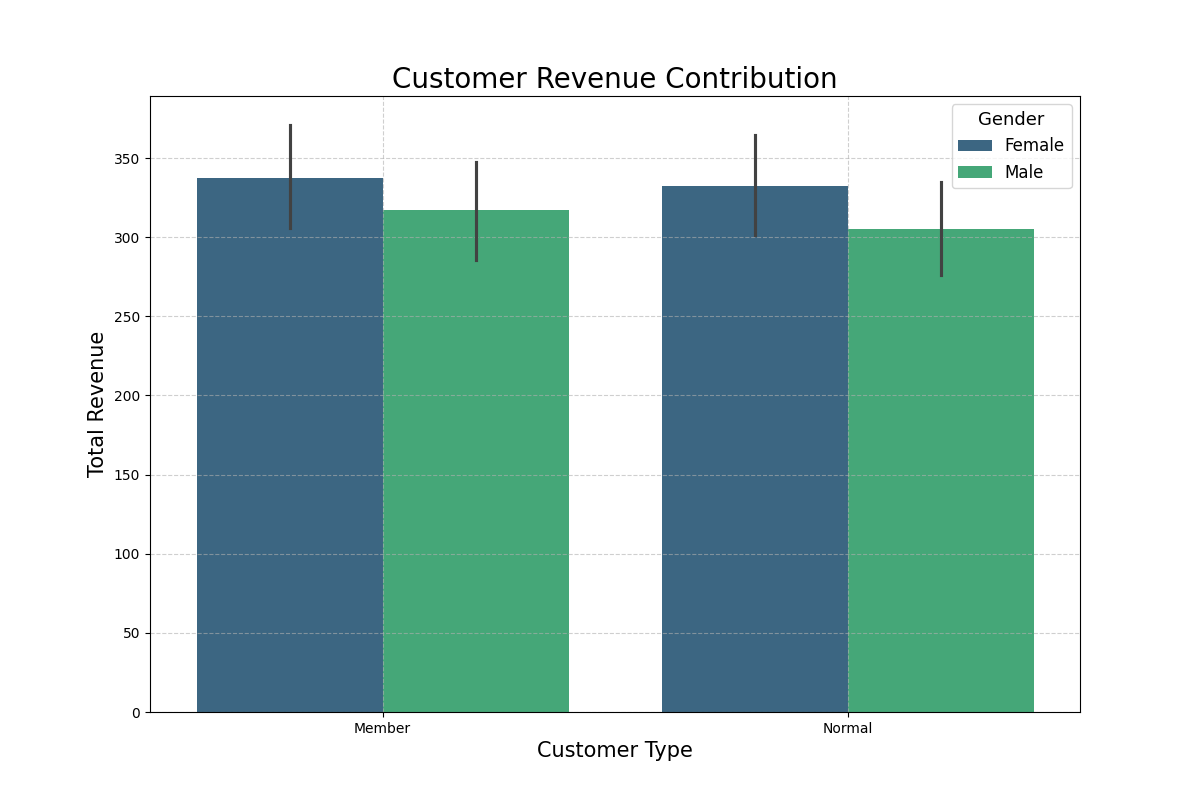 Customer Revenue Contribution
Gender
Female
Male
350
300
250
200
150
100
50
0
Total Revenue
Member
Normal
Customer Type